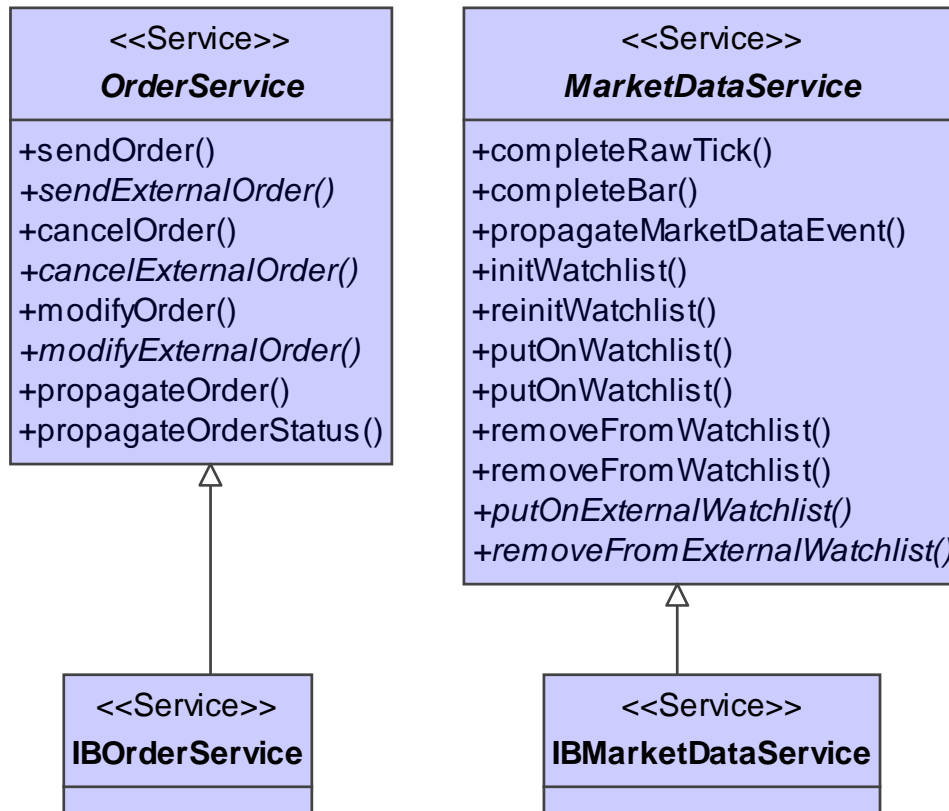 <<Service>>
OrderService
+sendOrder()
+sendExternalOrder()
+cancelOrder()
+cancelExternalOrder()
+modifyOrder()
+modifyExternalOrder()
+propagateOrder()
+propagateOrderStatus()
<<Service>>
MarketDataService
+completeRawTick()
+completeBar()
+propagateMarketDataEvent()
+initWatchlist()
+reinitWatchlist()
+putOnWatchlist()
+putOnWatchlist()
+removeFromWatchlist()
+removeFromWatchlist()
+putOnExternalWatchlist()
+removeFromExternalWatchlist()
<<Service>>
IBOrderService
<<Service>>
IBMarketDataService